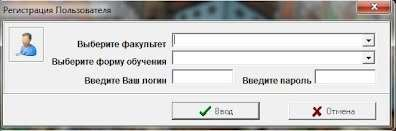 Регистрация Пользователя
Выберите факультет
Выберите форму обучения
Введите Ваш логин Введите пароль
Ввод Отмена